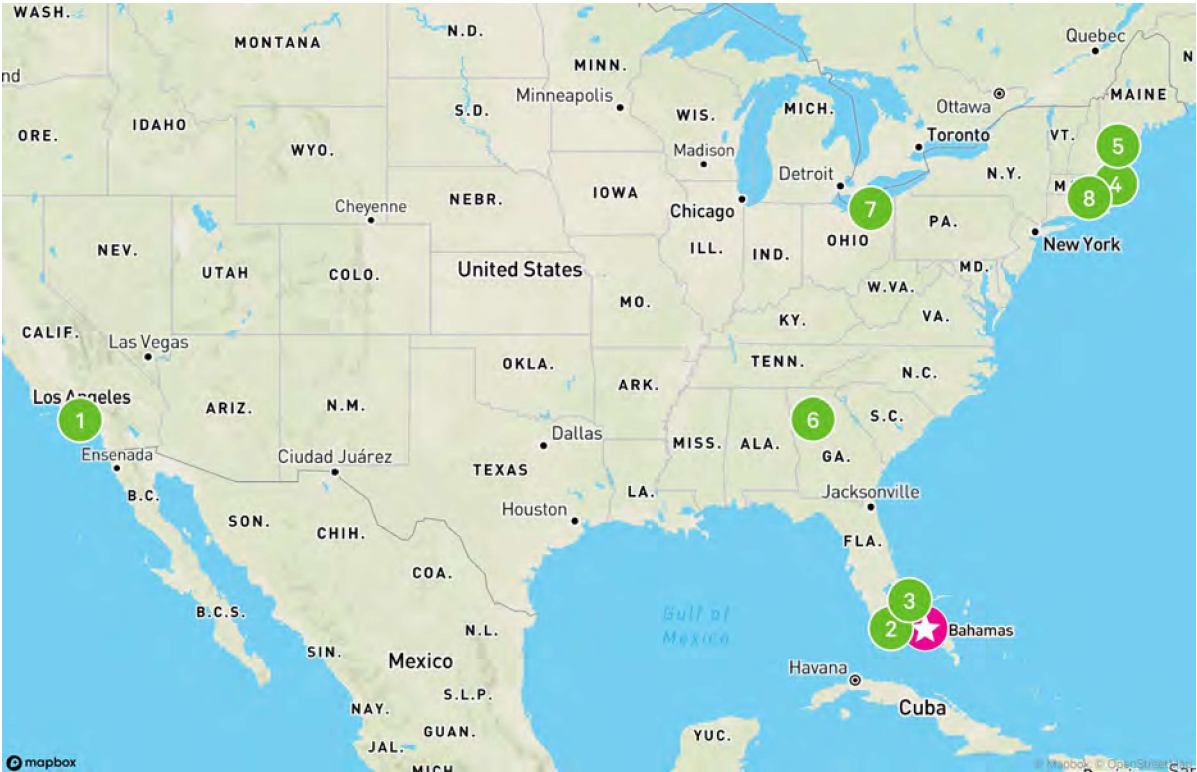 WASH.
MONTANA
N.D.
MINN.
Quebec
nd
Minneapolis
Ottawa
MAINE
ORE.
IDAHO
S.D.
WIS.
MICH.
Toronto
VT.
5
WYO.
Madison
Detroit
N.Y.
4
NEBR.
IOWA
8
Cheyenne
Chicago
7
PA.
NEV.
ILL.
IND.
OHIO
New York
UTAH
COLO.
United States
MD.
W.VA.
MO.
VA.
CALIF.
Las Vegas
KY.
OKLA.
TENN.
N.C.
Los Angeles
ARIZ.
N.M.
ARK.
1
6
S.C.
Ensenada
Ciudad Juárez
Dallas
MISS.
ALA.
GA.
TEXAS
B.C.
LA.
Jacksonville
SON.
CHIH.
Houston
FLA.
COA.
B.C.S.
3
Gulf of
Mexico
2
Bahamas
N.L.
SIN.
Mexico
Havana
S.L.P.
NAY.
Cuba
GUAN.
JAL.
YUC.
MICH.
mapbox
© Mapbox, © OpenStreetMap